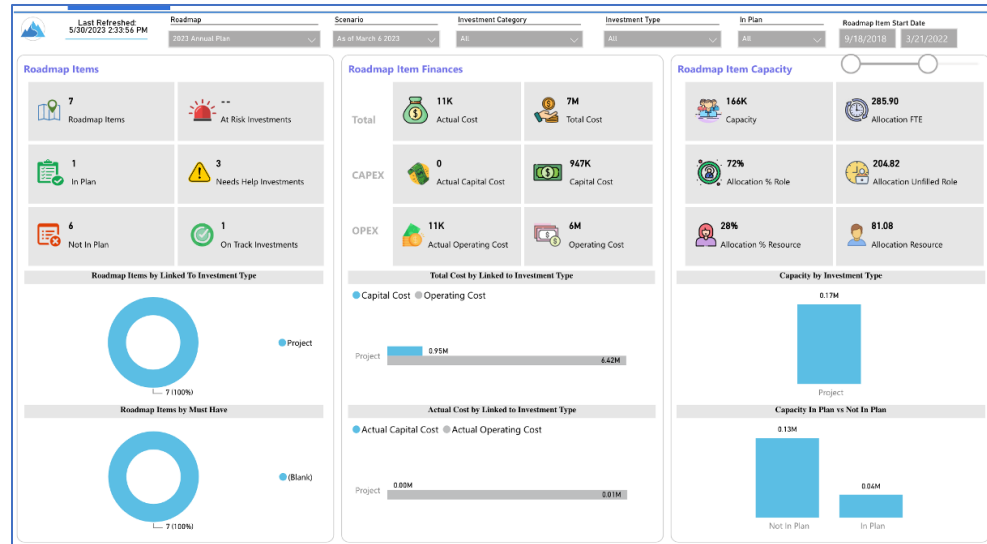 Last Refreshed:
5/30/2023 2:33:56 PM
Roadmap
2023 Annual Plan
Scenario
As of March 6 2023
Investment Category
All
Investment Type
All
In Plan
All
Roadmap Item Start Date
9/18/2018
3/21/2022
Roadmap Items
7
Roadmap Items
--
At Risk Investments
1
In Plan
3
Needs Help Investments
6
Not In Plan
1
On Track Investments
Roadmap Items by Linked To Investment Type
Project
7 (100%)
Roadmap Items by Must Have
(Blank)
7 (100%)
Roadmap Item Finances
Total
11K
Actual Cost
7M
Total Cost
CAPEX
0
Actual Capital Cost
947K
Capital Cost
OPEX
11K
Actual Operating Cost
6M
Operating Cost
Total Cost by Linked to Investment Type
Capital Cost Operating Cost
Project
0.95M
6.42M
Actual Cost by Linked to Investment Type
Actual Capital Cost Actual Operating Cost
Project
0.00M
0.01M
Roadmap Item Capacity
166K
Capacity
285.90
Allocation FTE
72%
Allocation % Role
204.82
Allocation Unfilled Role
28%
Allocation % Resource
81.08
Allocation Resource
Capacity by Investment Type
0.17M
Project
Capacity In Plan vs Not In Plan
0.13M
0.04M
Not In Plan
In Plan